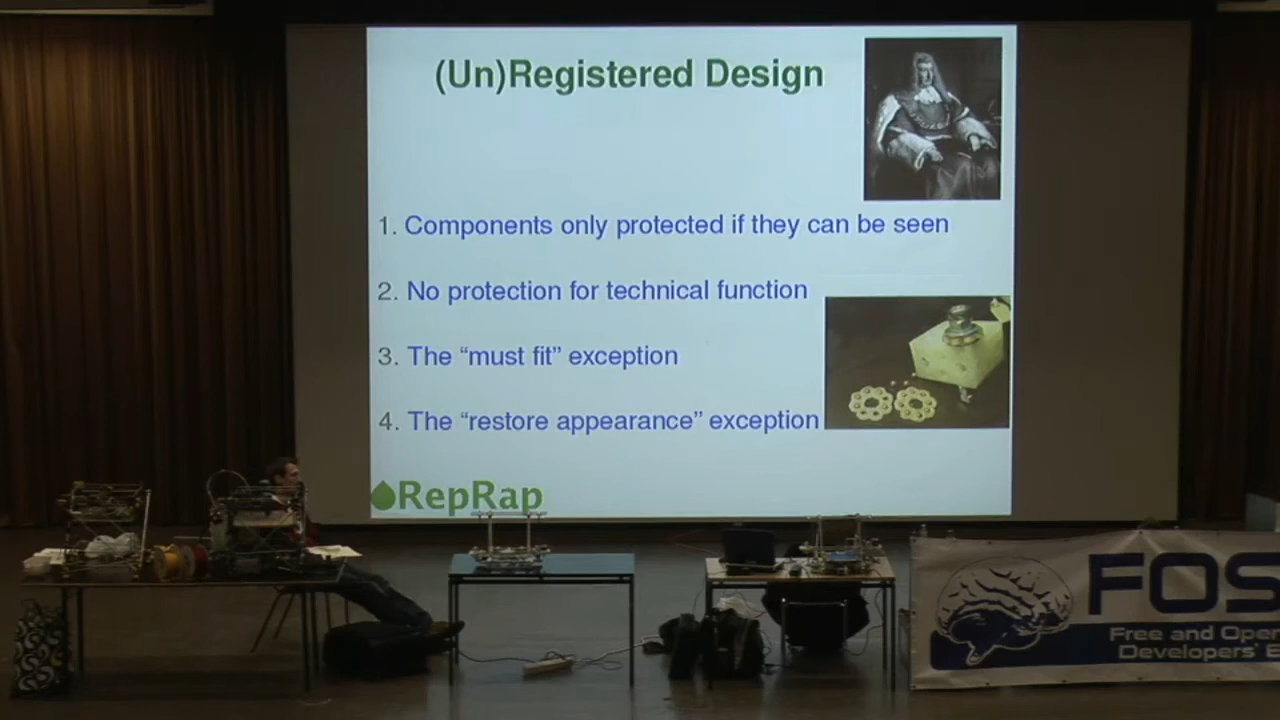 (Un)Registered Design
1. Components only protected if they can be seen
2. No protection for technical function
3. The “must fit” exception
4. The “restore appearance” exception
RepRap
FOS
Free and Oper
Developers' E